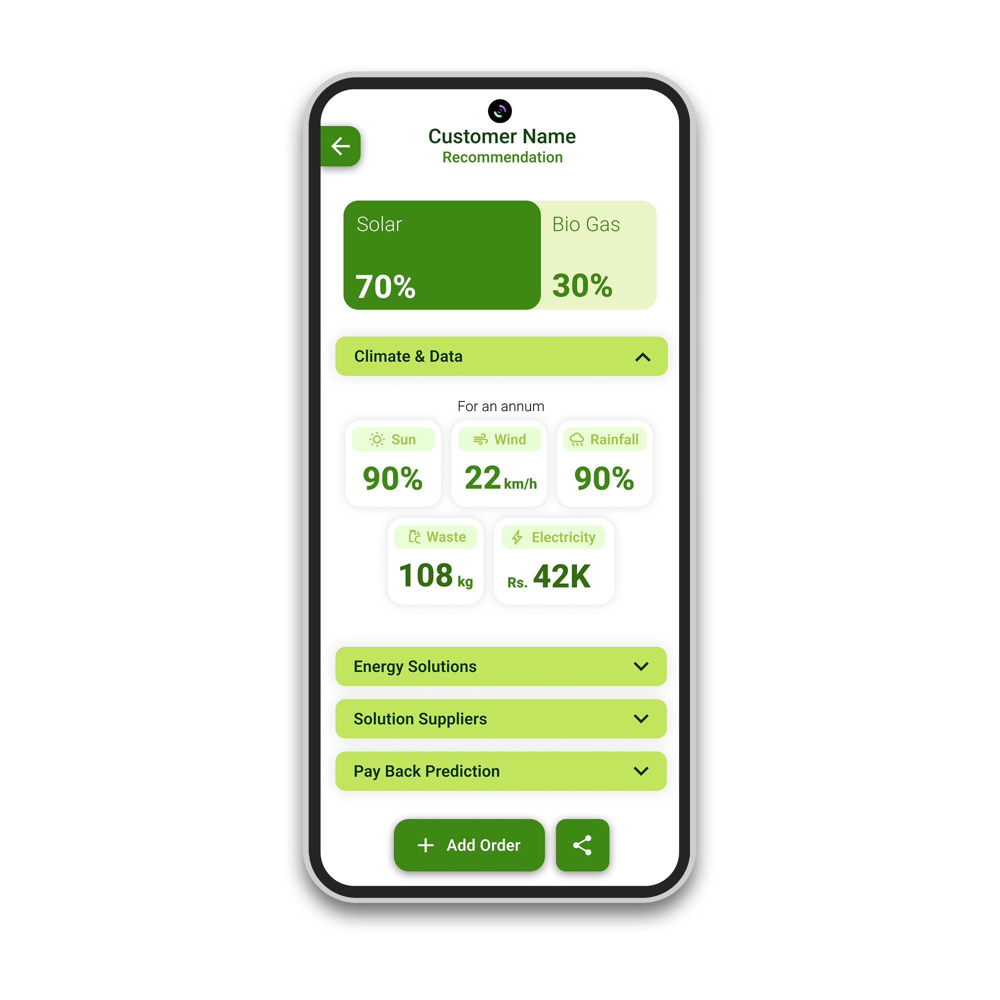 Customer Name
Recommendation
Solar
Bio Gas
70%
30%
Climate & Data
For an annum
Sun
Wind
Rainfall
90%
22 km/h
90%
Waste
Electricity
108 kg
Rs. 42K
Energy Solutions
Solution Suppliers
Pay Back Prediction
Add Order